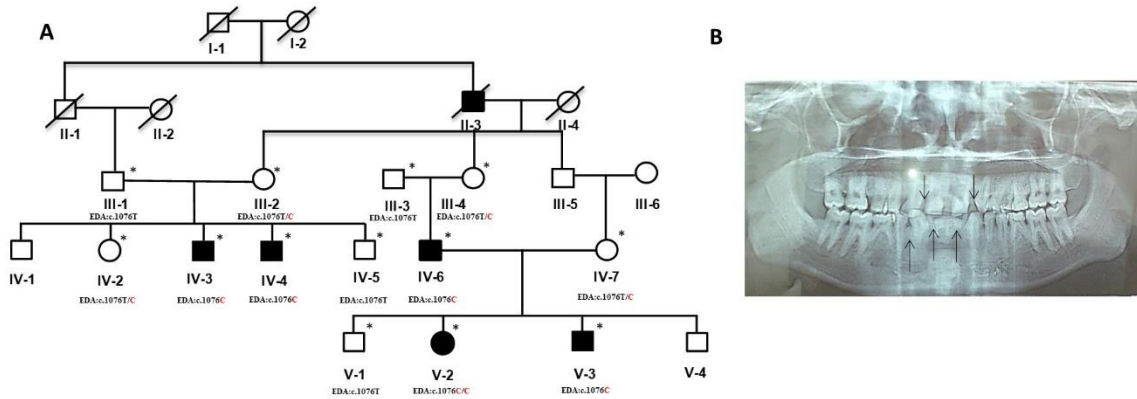 A
B
I-1
I-2
II-1
II-2
II-3
II-4
III-1
EDA:c.1076T
*
III-2
EDA:c.1076T/C
*
III-3
EDA:c.1076T
*
III-4
EDA:c.1076T/C
*
III-5
III-6
IV-1
IV-2
EDA:c.1076T/C
*
IV-3
EDA:c.1076C
*
IV-4
EDA:c.1076C
*
IV-5
EDA:c.1076T
*
IV-6
EDA:c.1076C
*
IV-7
EDA:c.1076T/C
*
V-1
EDA:c.1076T
*
V-2
EDA:c.1076C/C
*
V-3
EDA:c.1076C
*
V-4